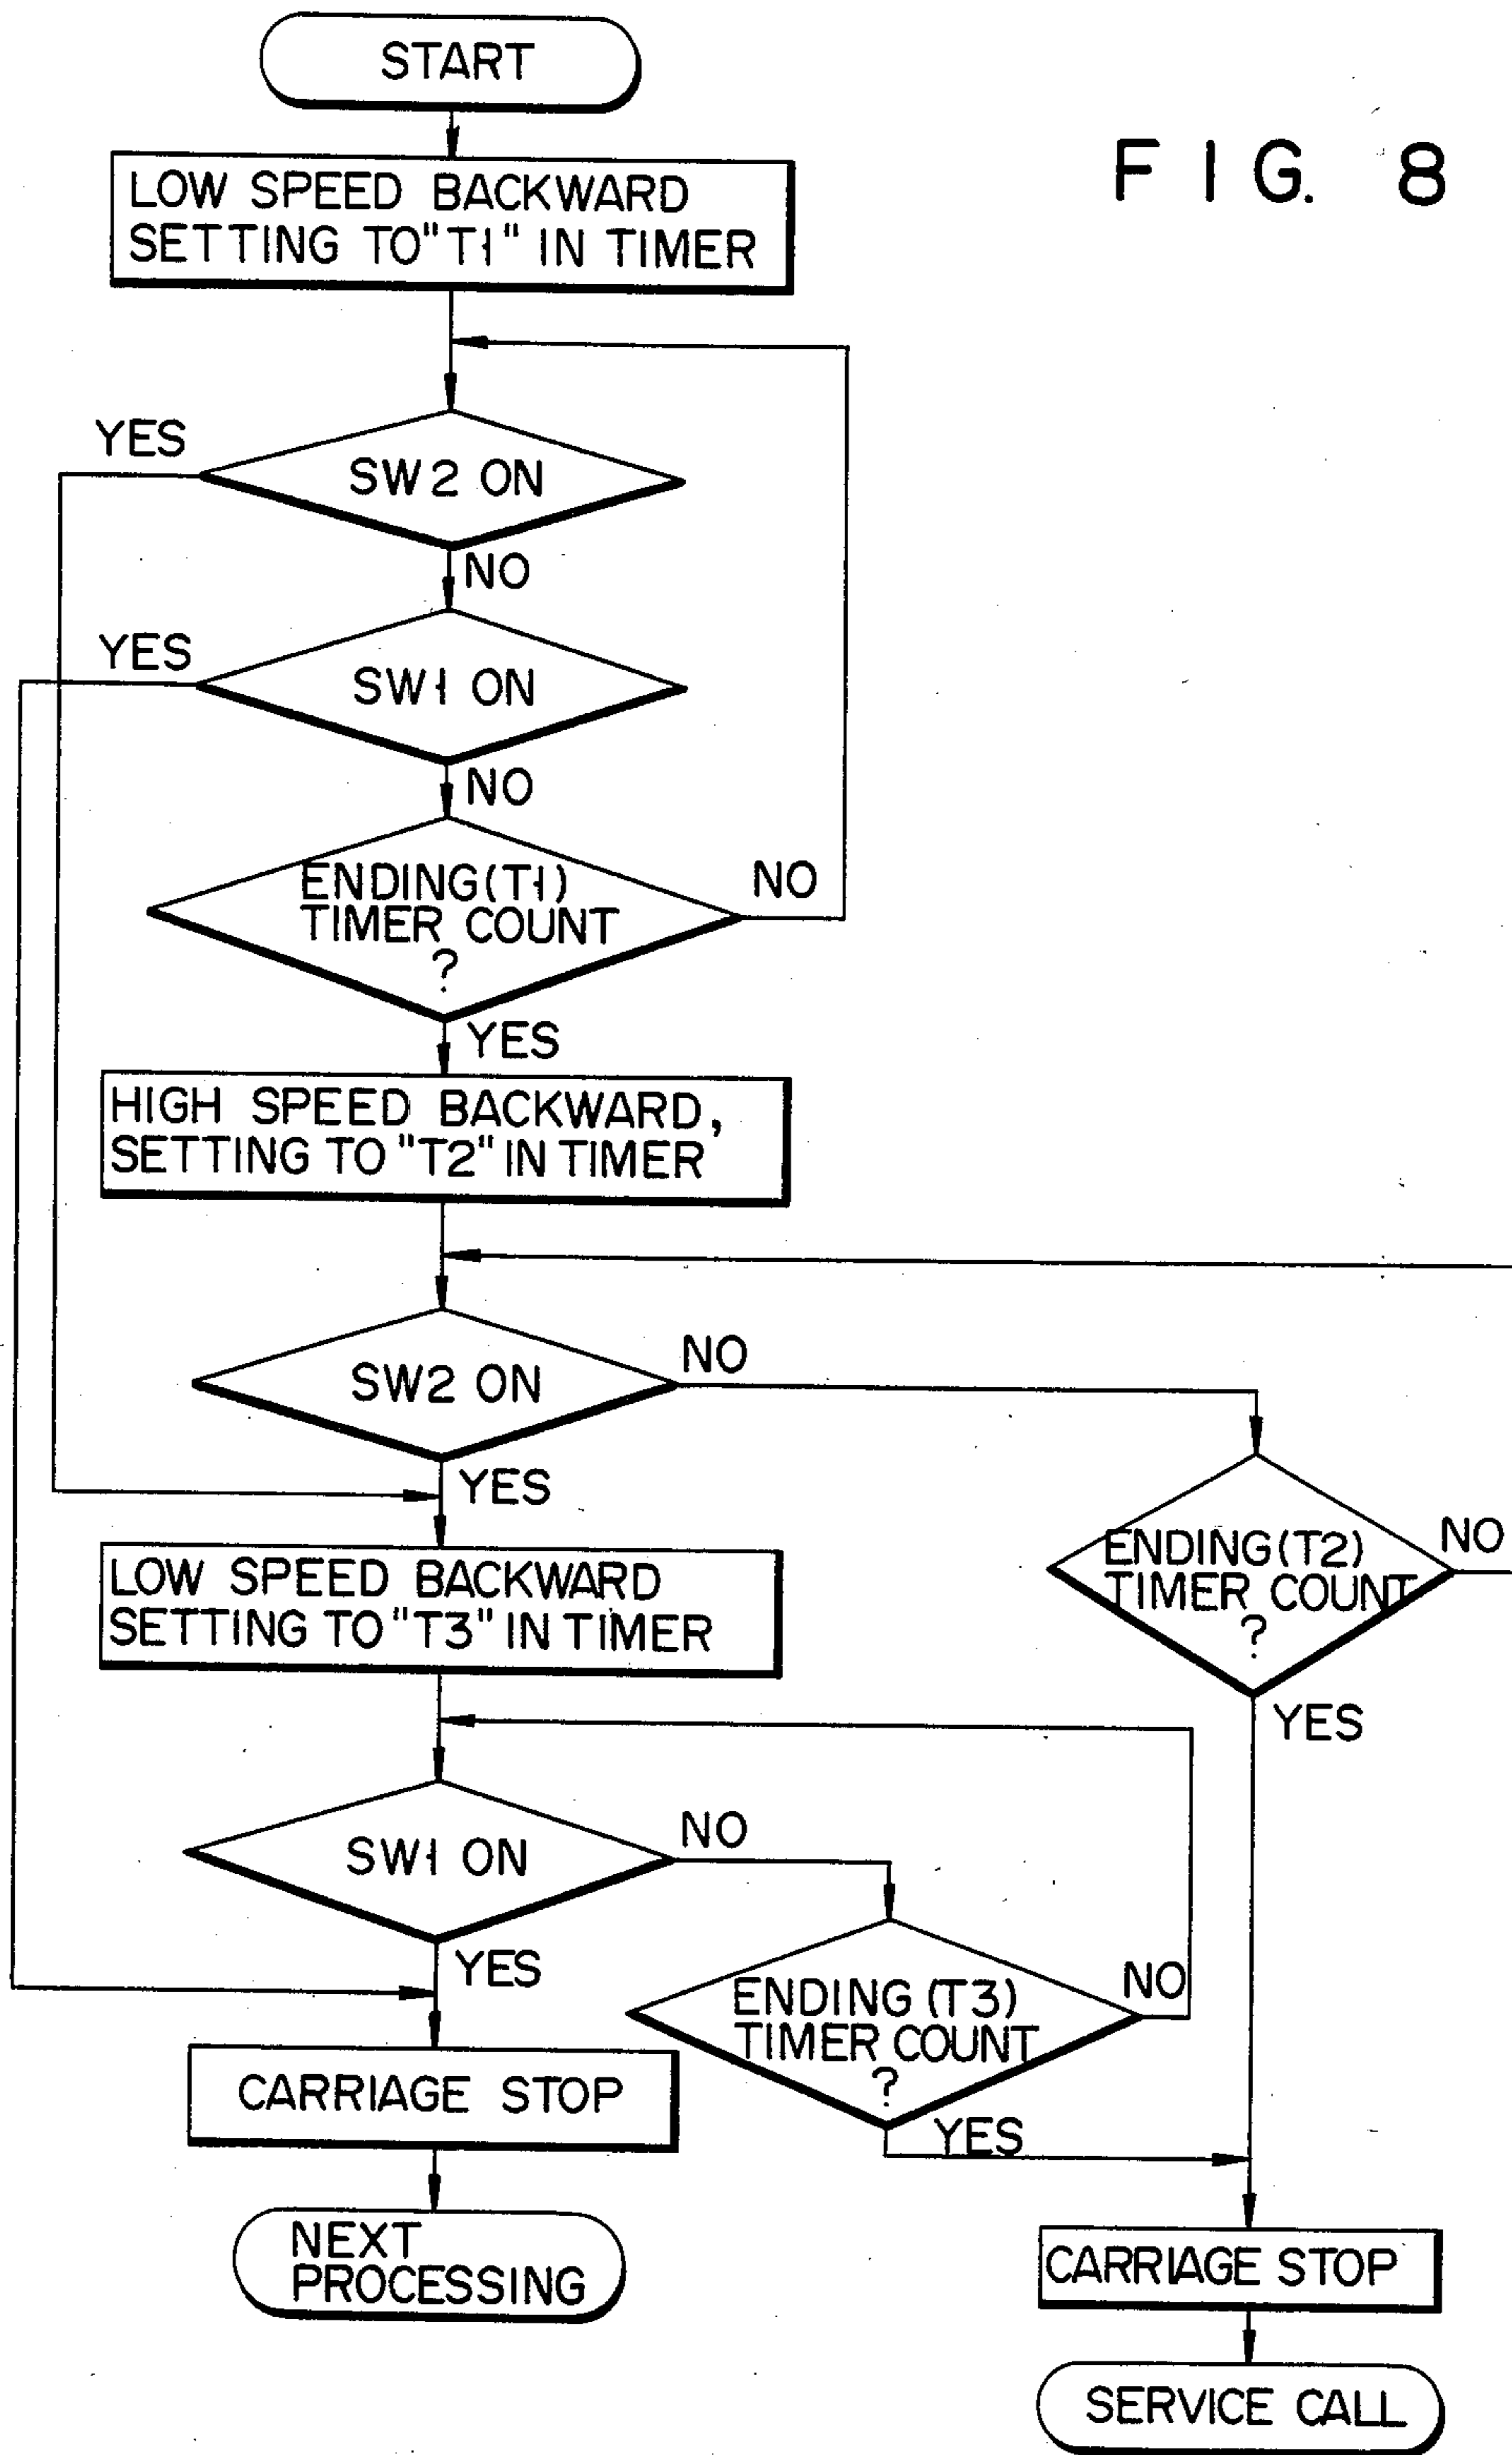 START
FIG. 8
LOW SPEED BACKWARD
SETTING TO "T1" IN TIMER
YES
SW2 ON
NO
YES
SW1 ON
NO
ENDING (T1)
TIMER COUNT
?
NO
YES
HIGH SPEED BACKWARD,
SETTING TO "T2" IN TIMER
SW2 ON
NO
YES
ENDING (T2)
TIMER COUNT
?
NO
YES
LOW SPEED BACKWARD
SETTING TO "T3" IN TIMER
SW1 ON
NO
YES
ENDING (T3)
TIMER COUNT
?
NO
YES
CARRIAGE STOP
NEXT
PROCESSING
CARRIAGE STOP
SERVICE CALL